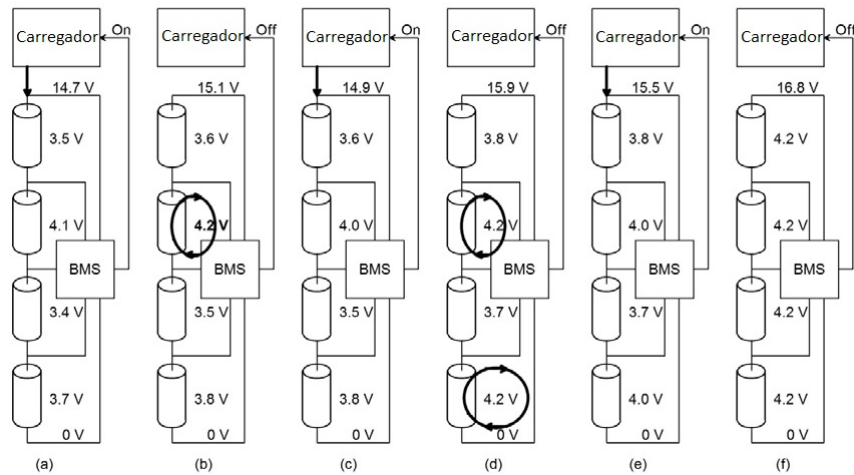 Carregador
On
14.7 V
3.5 V
4.1 V
BMS
3.4 V
3.7 V
0 V
(a)
Carregador
Off
15.1 V
3.6 V
4.2 V
BMS
3.5 V
3.8 V
0 V
(b)
Carregador
On
14.9 V
3.6 V
4.0 V
BMS
3.5 V
3.8 V
0 V
(c)
Carregador
Off
15.9 V
3.8 V
4.2 V
BMS
3.7 V
4.2 V
0 V
(d)
Carregador
On
15.5 V
3.8 V
4.0 V
BMS
3.7 V
4.0 V
0 V
(e)
Carregador
Off
16.8 V
4.2 V
4.2 V
BMS
4.2 V
4.2 V
0 V
(f)